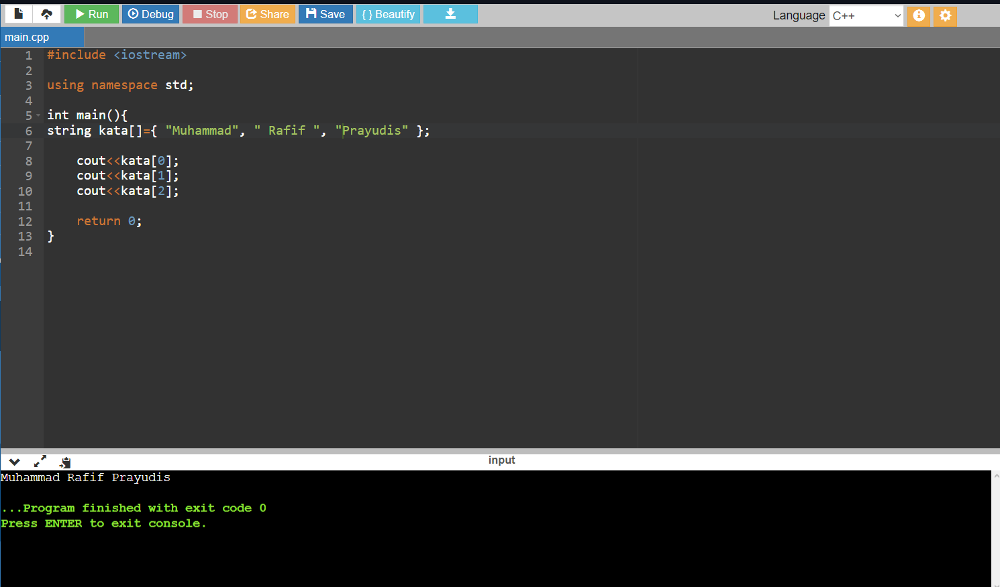 Run Debug Stop Share Save { } Beautify Language C++
main.cpp
1 #include <iostream>
2
3 using namespace std;
4
5 int main(){
6 string kata[]={ "Muhammad", " Rafif ", "Prayudis" };
7
8 cout<<kata[0];
9 cout<<kata[1];
10 cout<<kata[2];
11
12 return 0;
13 }
14
input
Muhammad Rafif Prayudis
...Program finished with exit code 0
Press ENTER to exit console.